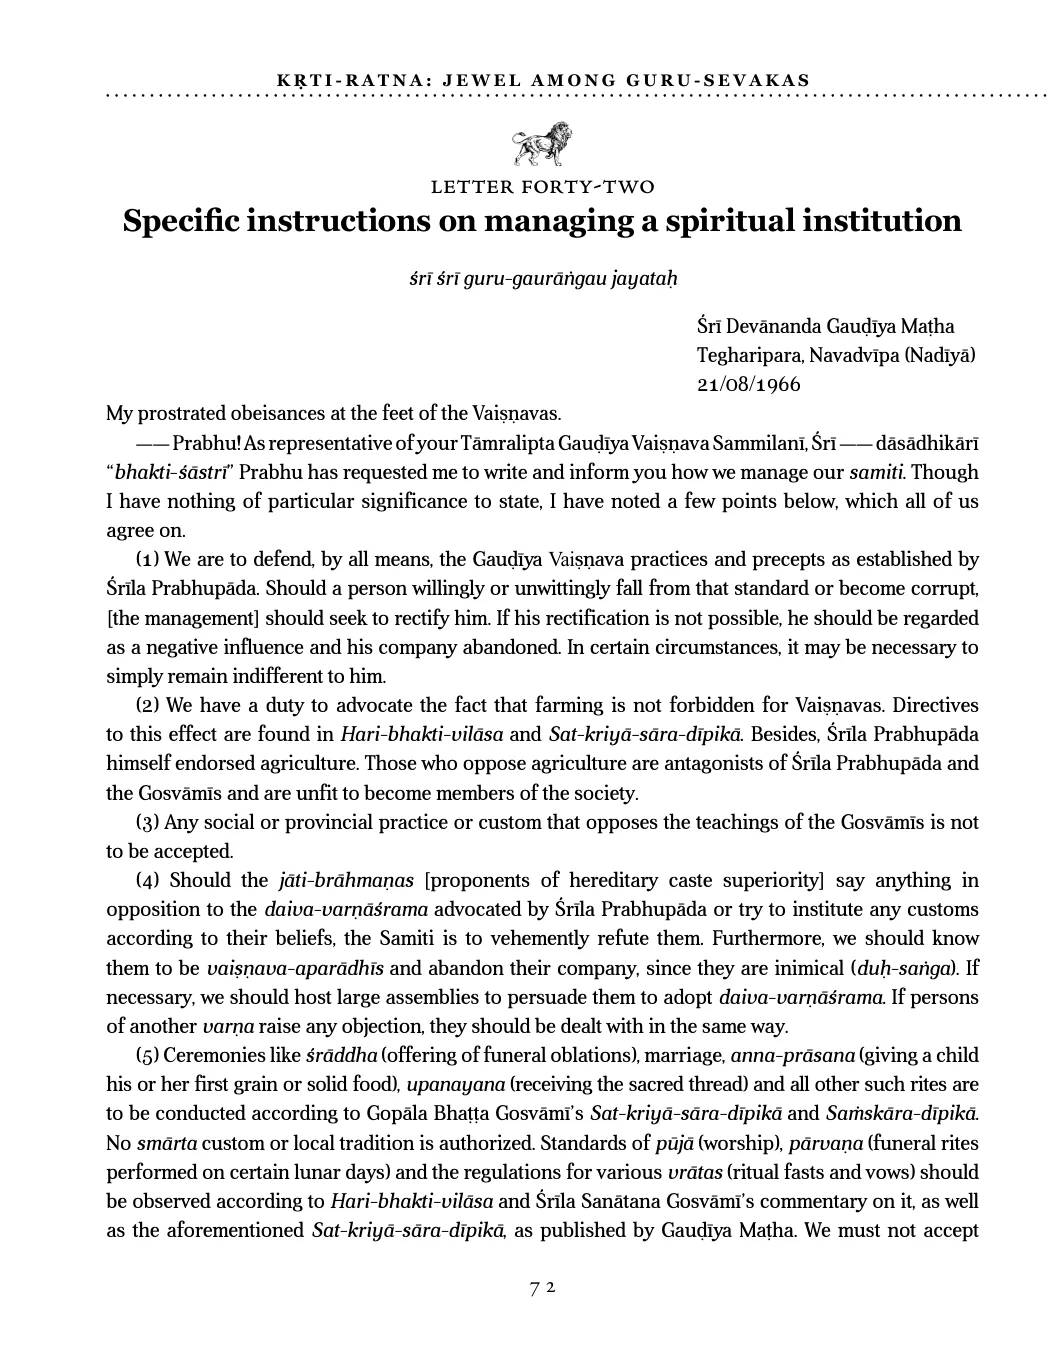 KṚTI-RATNA: JEWEL AMONG GURU-SEVAKAS
LETTER FORTY-TWO
Specific instructions on managing a spiritual institution
śrī śrī guru-gaurāṅgau jayataḥ
Śrī Devānanda Gauḍīya Maṭha
Tegharipara, Navadvīpa (Nadīyā)
21/08/1966
My prostrated obeisances at the feet of the Vaiṣṇavas.
—— Prabhu! As representative of your Tāmralipta Gauḍīya Vaiṣṇava Sammilanī, Śrī —— dāsādhikārī
“bhakti-śāstrī” Prabhu has requested me to write and inform you how we manage our samiti. Though
I have nothing of particular significance to state, I have noted a few points below, which all of us
agree on.
(1) We are to defend, by all means, the Gauḍīya Vaiṣṇava practices and precepts as established by
Śrīla Prabhupāda. Should a person willingly or unwittingly fall from that standard or become corrupt,
[the management] should seek to rectify him. If his rectification is not possible, he should be regarded
as a negative influence and his company abandoned. In certain circumstances, it may be necessary to
simply remain indifferent to him.
(2) We have a duty to advocate the fact that farming is not forbidden for Vaiṣṇavas. Directives
to this effect are found in Hari-bhakti-vilāsa and Sat-kriyā-sāra-dīpikā. Besides, Śrīla Prabhupāda
himself endorsed agriculture. Those who oppose agriculture are antagonists of Śrīla Prabhupāda and
the Gosvāmīs and are unfit to become members of the society.
(3) Any social or provincial practice or custom that opposes the teachings of the Gosvāmīs is not
to be accepted.
(4) Should the jāti-brāhmaṇas [proponents of hereditary caste superiority] say anything in
opposition to the daiva-varṇāśrama advocated by Śrīla Prabhupāda or try to institute any customs
according to their beliefs, the Samiti is to vehemently refute them. Furthermore, we should know
them to be vaiṣṇava-aparādhīs and abandon their company, since they are inimical (duḥ-saṅga). If
necessary, we should host large assemblies to persuade them to adopt daiva-varṇāśrama. If persons
of another varṇa raise any objection, they should be dealt with in the same way.
(5) Ceremonies like śrāddha (offering of funeral oblations), marriage, anna-prāsana (giving a child
his or her first grain or solid food), upanayana (receiving the sacred thread) and all other such rites are
to be conducted according to Gopāla Bhaṭṭa Gosvāmī’s Sat-kriyā-sāra-dīpikā and Saṁskāra-dīpikā.
No smārta custom or local tradition is authorized. Standards of pūjā (worship), pārvaṇa (funeral rites
performed on certain lunar days) and the regulations for various vrātas (ritual fasts and vows) should
be observed according to Hari-bhakti-vilāsa and Śrīla Sanātana Gosvāmī’s commentary on it, as well
as the aforementioned Sat-kriyā-sāra-dīpikā, as published by Gauḍīya Maṭha. We must not accept
72